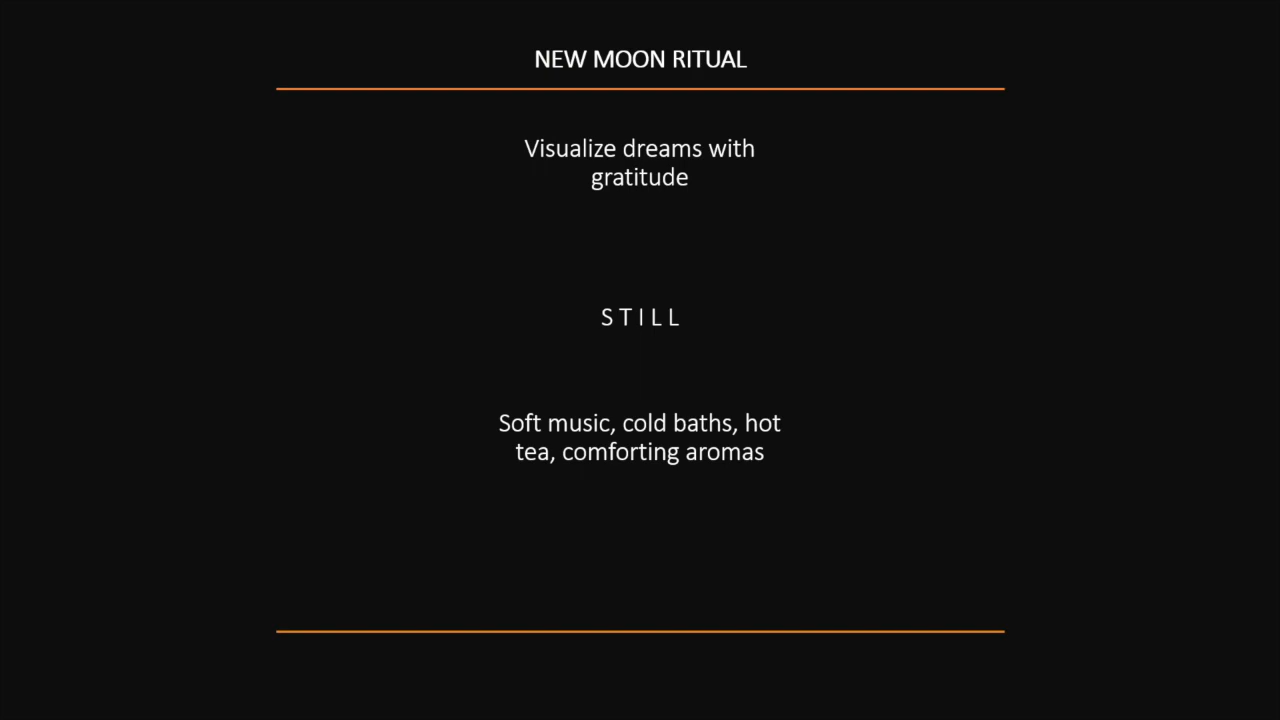 NEW MOON RITUAL
Visualize dreams with
gratitude
S T I L L
Soft music, cold baths, hot
tea, comforting aromas